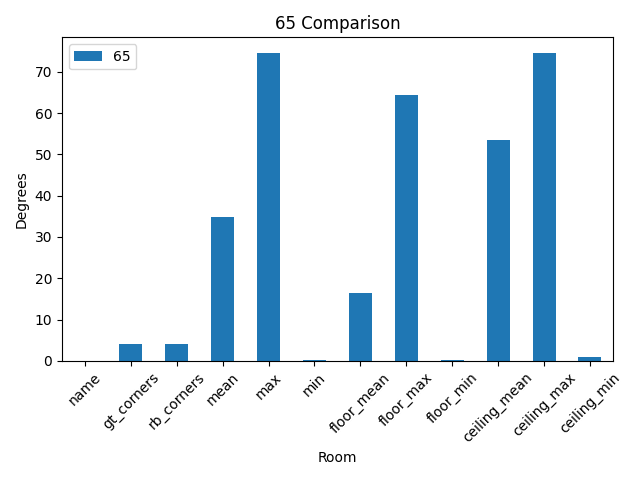 65 Comparison
65
Degrees
70
60
50
40
30
20
10
0
name
gt_corners
rb_corners
mean
max
min
floor_mean
floor_max
floor_min
ceiling_mean
ceiling_max
ceiling_min
Room